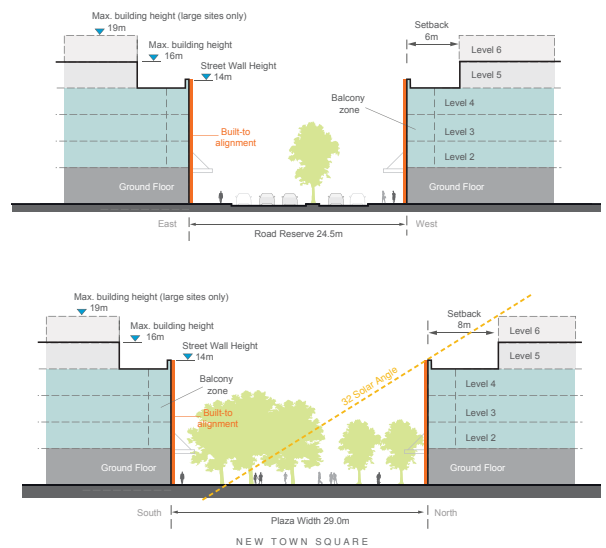 Max. building height (large sites only)
19m
Max. building height
16m
Street Wall Height
14m
Setback
6m
Level 6
Level 5
Balcony
zone
Level 4
Level 3
Level 2
Built-to
alignment
Ground Floor
Ground Floor
East
West
Road Reserve 24.5m
Max. building height (large sites only)
19m
Max. building height
16m
Street Wall Height
14m
Setback
8m
Level 6
Level 5
Balcony
zone
32 Solar Angle
Level 4
Level 3
Level 2
Built-to
alignment
Ground Floor
Ground Floor
South
North
Plaza Width 29.0m
NEW TOWN SQUARE